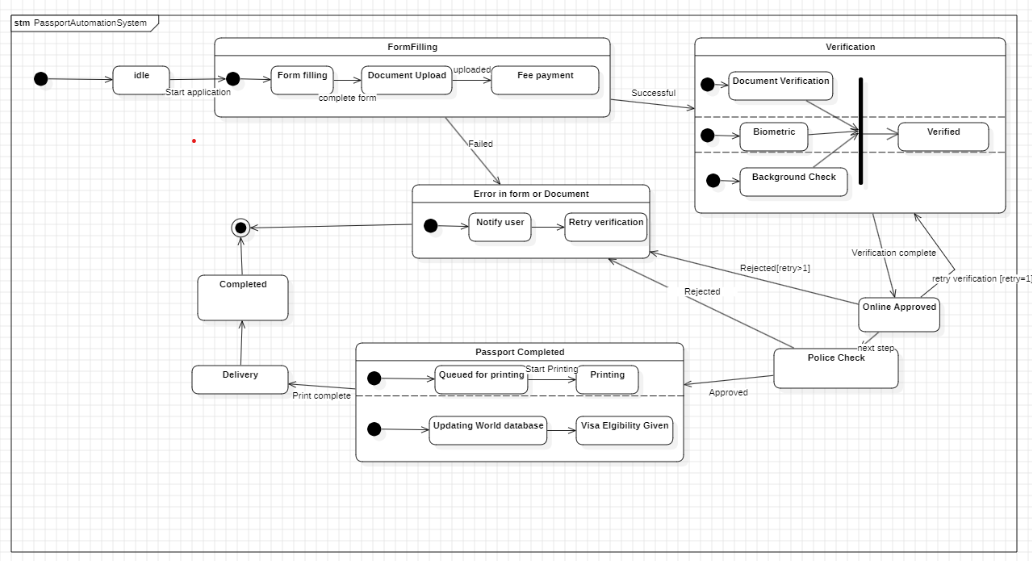 stm PassportAutomationSystem
FormFilling
Verification
idle
Start application
Form filling
complete form
Document Upload
uploaded
Fee payment
Successful
Document Verification
Biometric
Verified
Background Check
Failed
Error in form or Document
Notify user
Retry verification
Verification complete
retry verification [retry=1]
Rejected[retry>1]
Rejected
Online Approved
next step
Police Check
Completed
Delivery
Print complete
Passport Completed
Queued for printing
Start Printing
Printing
Approved
Updating World database
Visa Elgibility Given